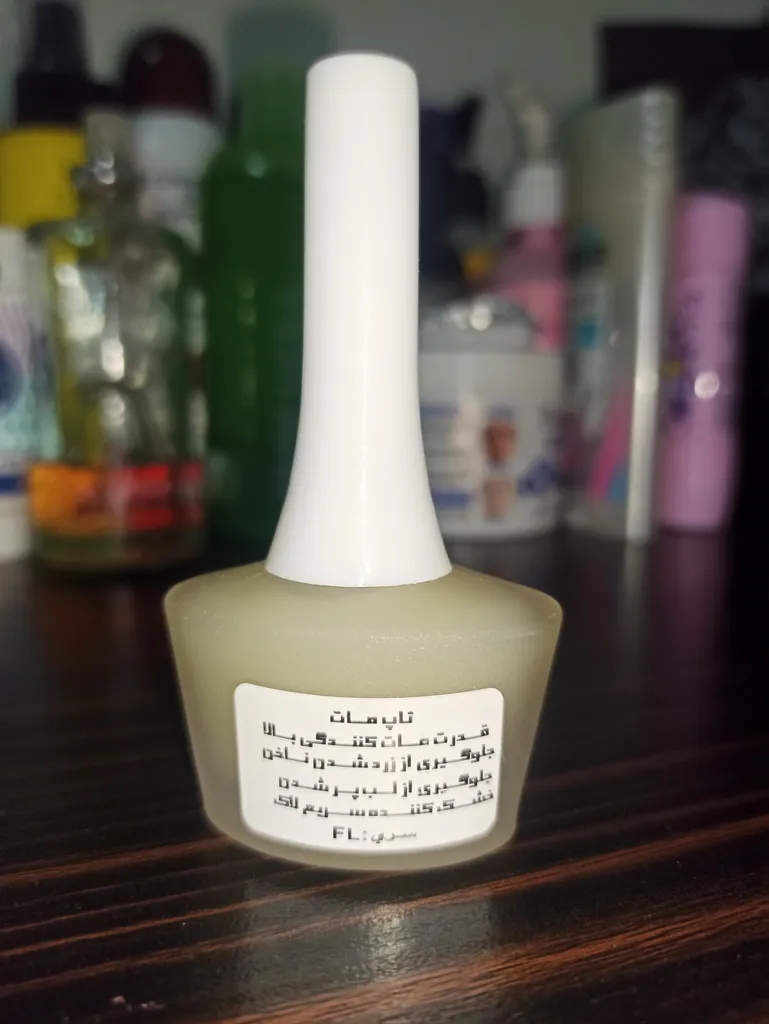 تاپ مات
قدرت مات کنندگی بالا
جلوگیری از زرد شدن ناخن
جلوگیری از لب پر شدن
خشک کننده سریع لاک
سری: FL